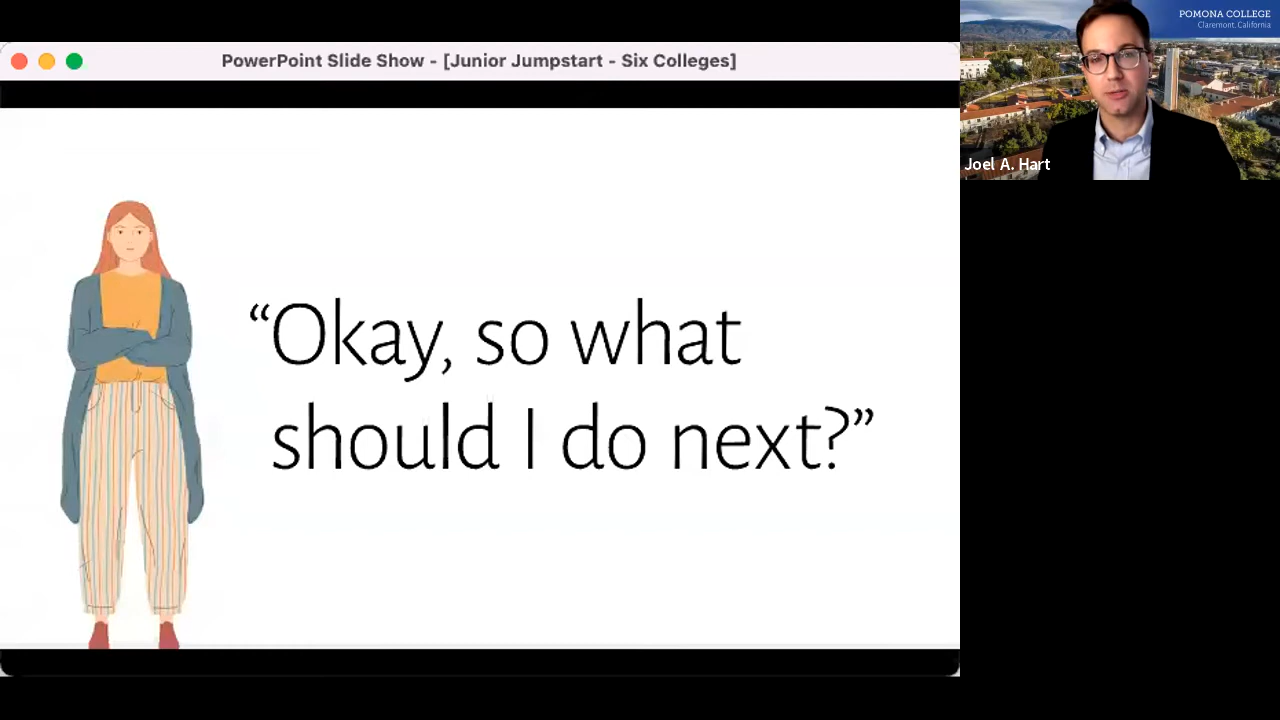 PowerPoint Slide Show - [Junior Jumpstart - Six Colleges]
“Okay, so what
should I do next?”
POMONA COLLEGE
Claremont, California
Joel A. Hart